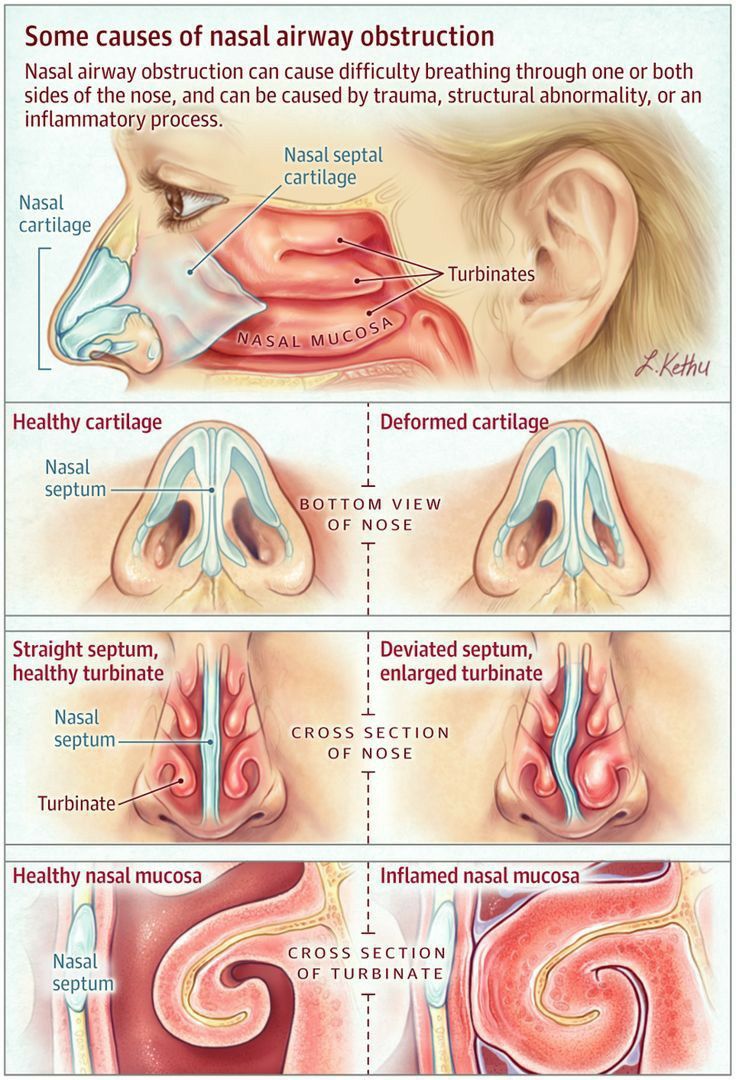 Some causes of nasal airway obstruction
Nasal airway obstruction can cause difficulty breathing through one or both
sides of the nose, and can be caused by trauma, structural abnormality, or an
inflammatory process.
Nasal septal
cartilage
Nasal
cartilage
Turbinates
NASAL MUCOSA
L. Kethu
Healthy cartilage
Deformed cartilage
Nasal
septum
BOTTOM VIEW
OF NOSE
Straight septum,
healthy turbinate
Deviated septum,
enlarged turbinate
Nasal
septum
CROSS SECTION
OF NOSE
Turbinate
Healthy nasal mucosa
Inflamed nasal mucosa
Nasal
septum
CROSS SECTION
OF TURBINATE